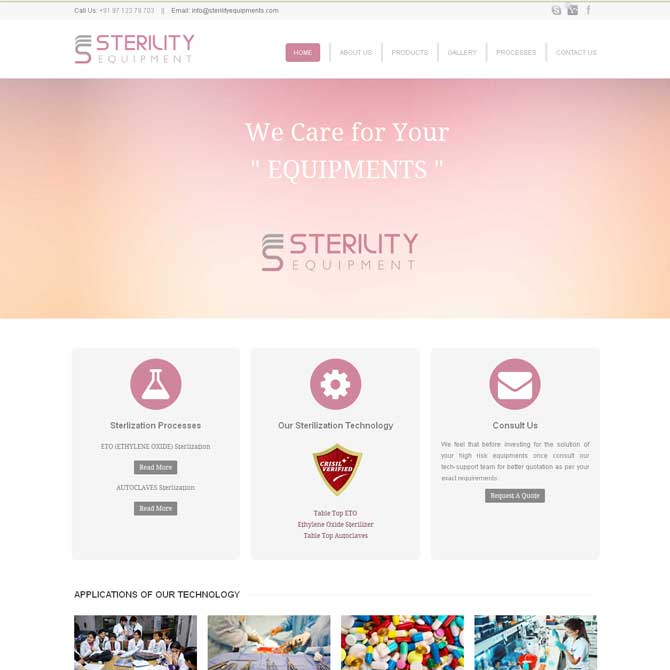 Call Us: +91 97 123 79 703 || Email: info@sterilityequipments.com
STERILITY
EQUIPMENT
HOME
ABOUT US
PRODUCTS
GALLERY
PROCESSES
CONTACT US
We Care for Your
" EQUIPMENTS "
STERILITY
EQUIPMENT
Sterlization Processes
ETO (ETHYLENE OXIDE) Sterlization
Read More
AUTOCLAVES Sterlization
Read More
Our Sterilization Technology
CRISIL
VERIFIED
Table Top ETO
Ethylene Oxide Sterilizer
Table Top Autoclaves
Consult Us
We feel that before investing for the solution of
your high risk equipments once consult our
tech-support team for better quotation as per your
exact requirements .
Request A Quote
APPLICATIONS OF OUR TECHNOLOGY